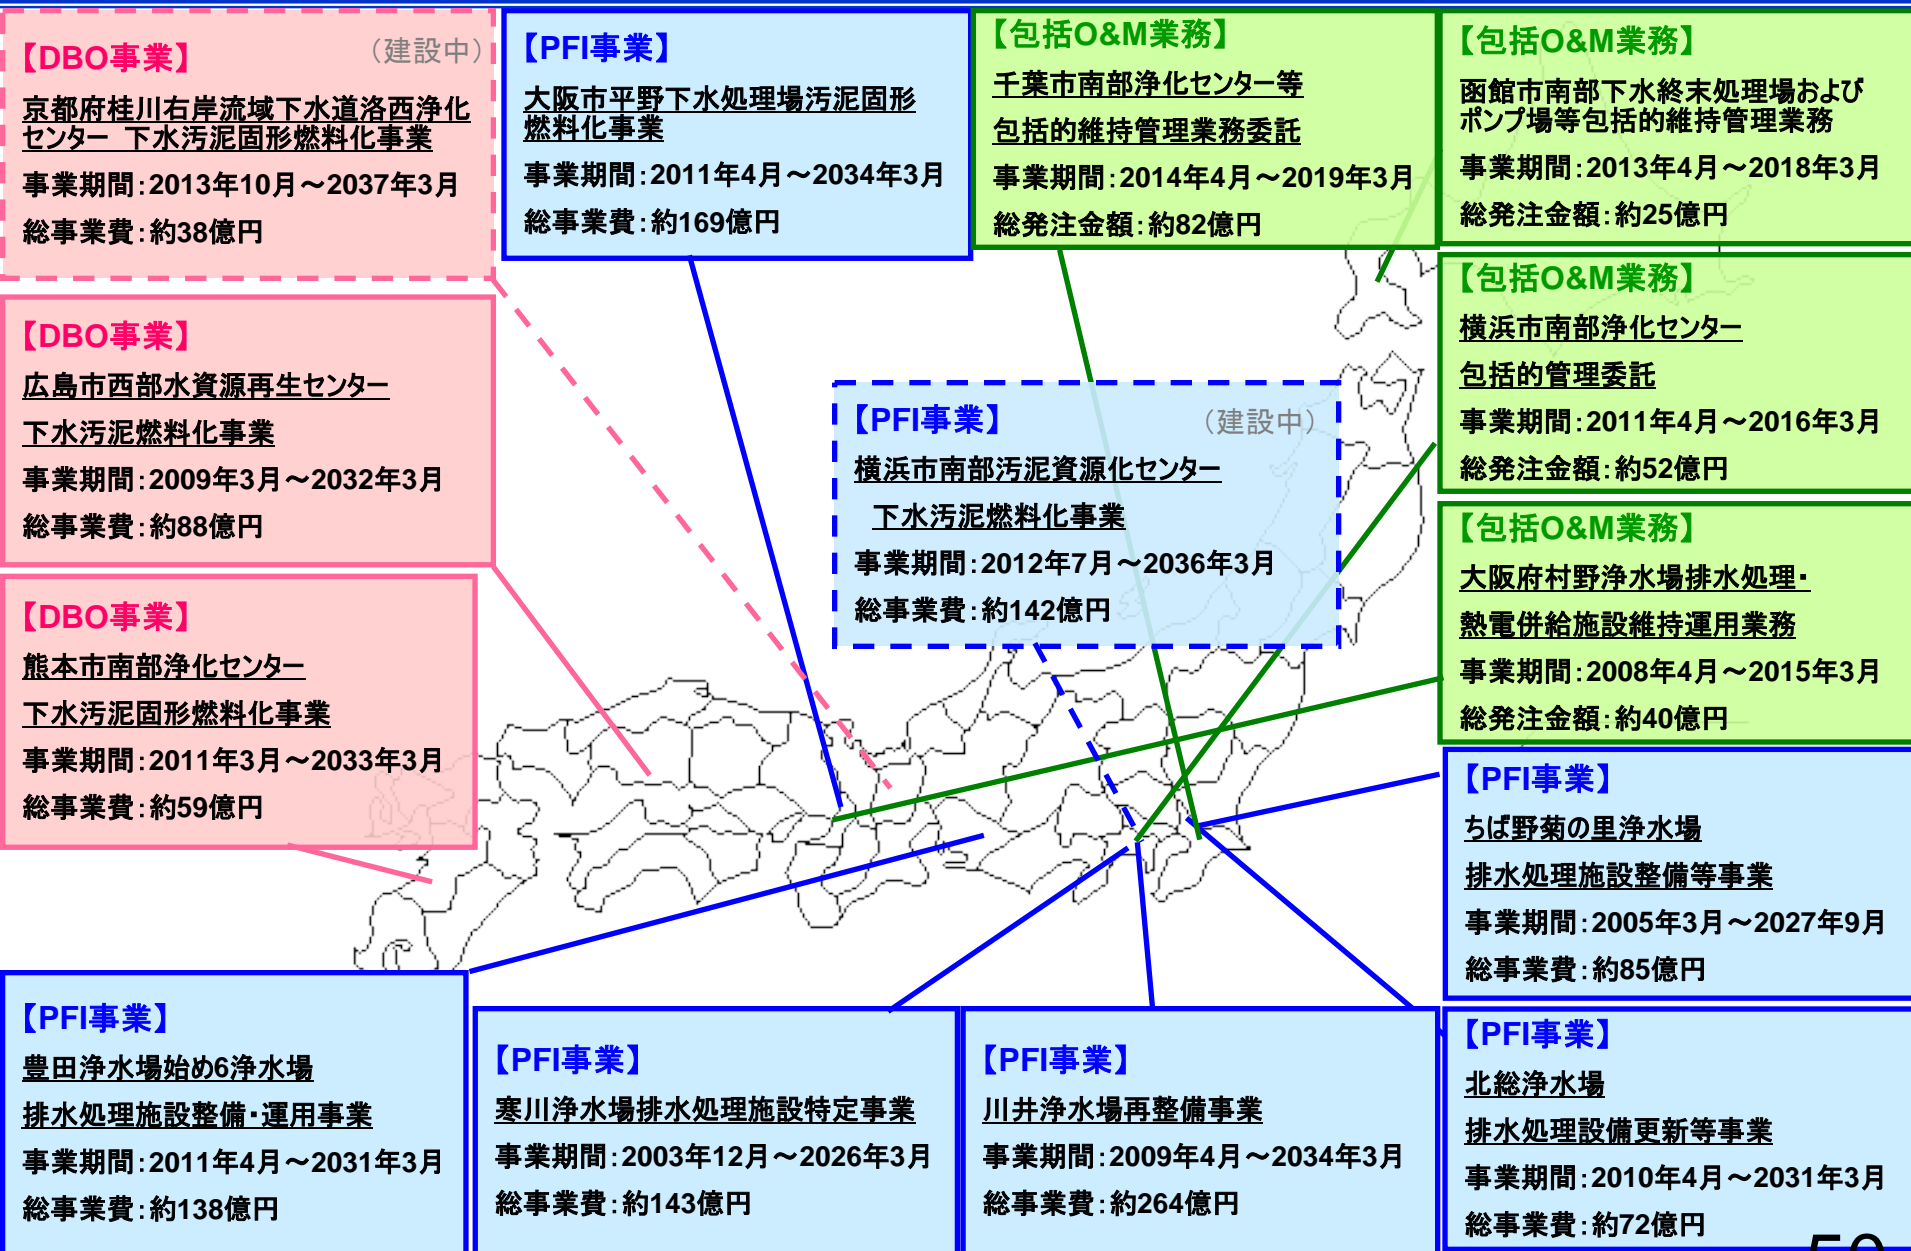 【DBO事業】
（建設中）
京都府桂川右岸流域下水道洛西浄化
センター 下水汚泥固形燃料化事業
事業期間：2013年10月～2037年3月
総事業費：約38億円
【PFI事業】
大阪市平野下水処理場汚泥固形
燃料化事業
事業期間：2011年4月～2034年3月
総事業費：約169億円
【包括O&M業務】
千葉市南部浄化センター等
包括的維持管理業務委託
事業期間：2014年4月～2019年3月
総発注金額：約82億円
【包括O&M業務】
函館市南部下水終末処理場および
ポンプ場等包括的維持管理業務
事業期間：2013年4月～2018年3月
総発注金額：約25億円
【DBO事業】
広島市西部水資源再生センター
下水汚泥燃料化事業
事業期間：2009年3月～2032年3月
総事業費：約88億円
【PFI事業】
（建設中）
横浜市南部汚泥資源化センター
下水汚泥燃料化事業
事業期間：2012年7月～2036年3月
総事業費：約142億円
【包括O&M業務】
横浜市南部浄化センター
包括的管理委託
事業期間：2011年4月～2016年3月
総発注金額：約52億円
【包括O&M業務】
大阪府村野浄水場排水処理・
熱電併給施設維持運用業務
事業期間：2008年4月～2015年3月
総発注金額：約40億円
【DBO事業】
熊本市南部浄化センター
下水汚泥固形燃料化事業
事業期間：2011年3月～2033年3月
総事業費：約59億円
【PFI事業】
ちば野菊の里浄水場
排水処理施設整備等事業
事業期間：2005年3月～2027年9月
総事業費：約85億円
【PFI事業】
豊田浄水場始め6浄水場
排水処理施設整備・運用事業
事業期間：2011年4月～2031年3月
総事業費：約138億円
【PFI事業】
寒川浄水場排水処理施設特定事業
事業期間：2003年12月～2026年3月
総事業費：約143億円
【PFI事業】
川井浄水場再整備事業
事業期間：2009年4月～2034年3月
総事業費：約264億円
【PFI事業】
北総浄水場
排水処理設備更新等事業
事業期間：2010年4月～2031年3月
総事業費：約72億円